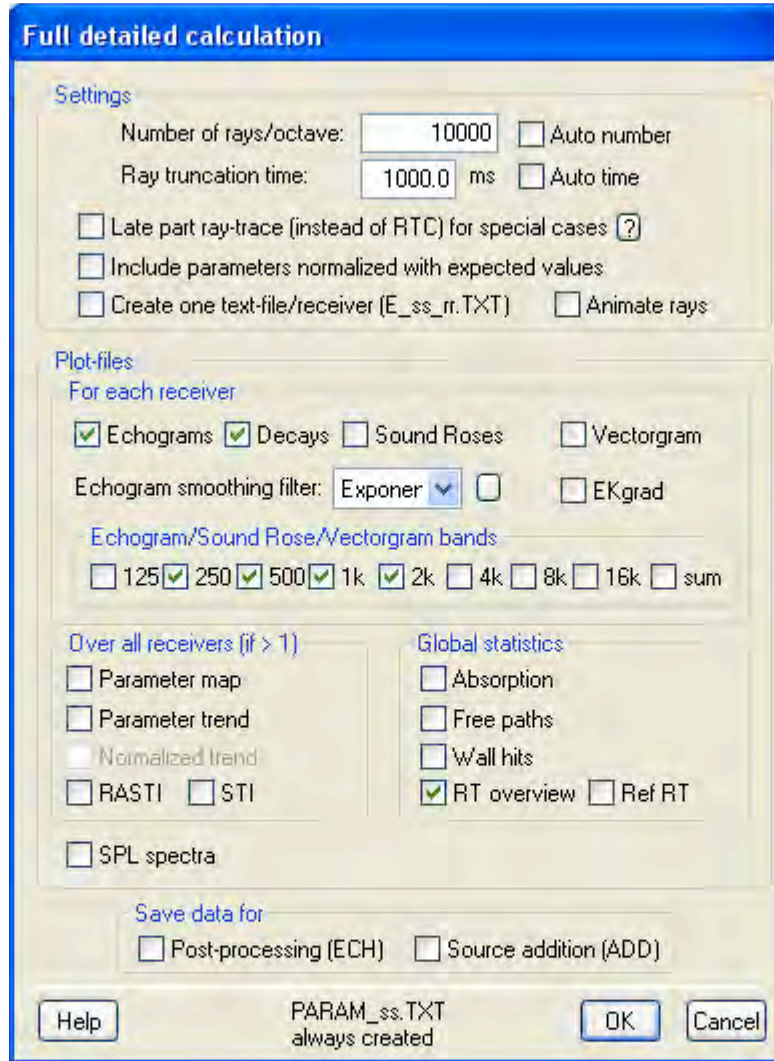 Full detailed calculation
Settings
Number of rays/octave: 10000 Auto number
Ray truncation time: 1000.0 ms Auto time
Late part ray-trace (instead of RTC) for special cases ?
Include parameters normalized with expected values
Create one text-file/receiver (E_ss_rr.TXT) Animate rays
Plot-files
For each receiver
Echograms Decays Sound Roses Vectorgram
Echogram smoothing filter: Exponer EKgrad
Echogram/Sound Rose/Vectorgram bands
125 250 500 1k 2k 4k 8k 16k sum
Over all receivers (if > 1)
Parameter map
Parameter trend
Normalized trend
RASTI STI
Global statistics
Absorption
Free paths
Wall hits
RT overview Ref RT
SPL spectra
Save data for
Post-processing (ECH) Source addition (ADD)
Help
PARAM_ss.TXT
always created
OK Cancel